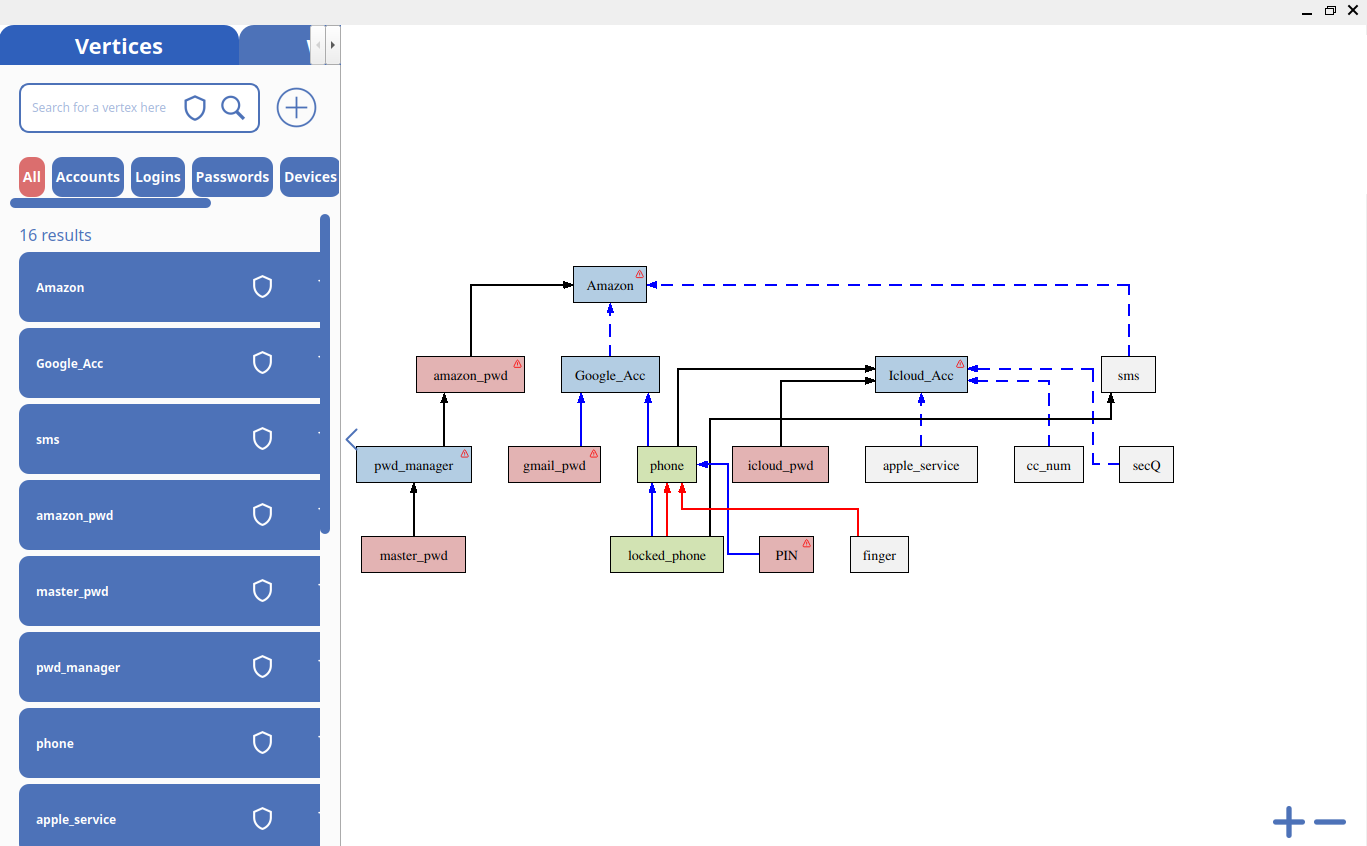 Vertices
Search for a vertex here
All Accounts Logins Passwords Devices
16 results
Amazon
Google_Acc
sms
amazon_pwd
master_pwd
pwd_manager
phone
apple_service
Amazon
amazon_pwd Google_Acc Icloud_Acc sms
pwd_manager gmail_pwd phone icloud_pwd apple_service cc_num secQ
master_pwd locked_phone PIN finger